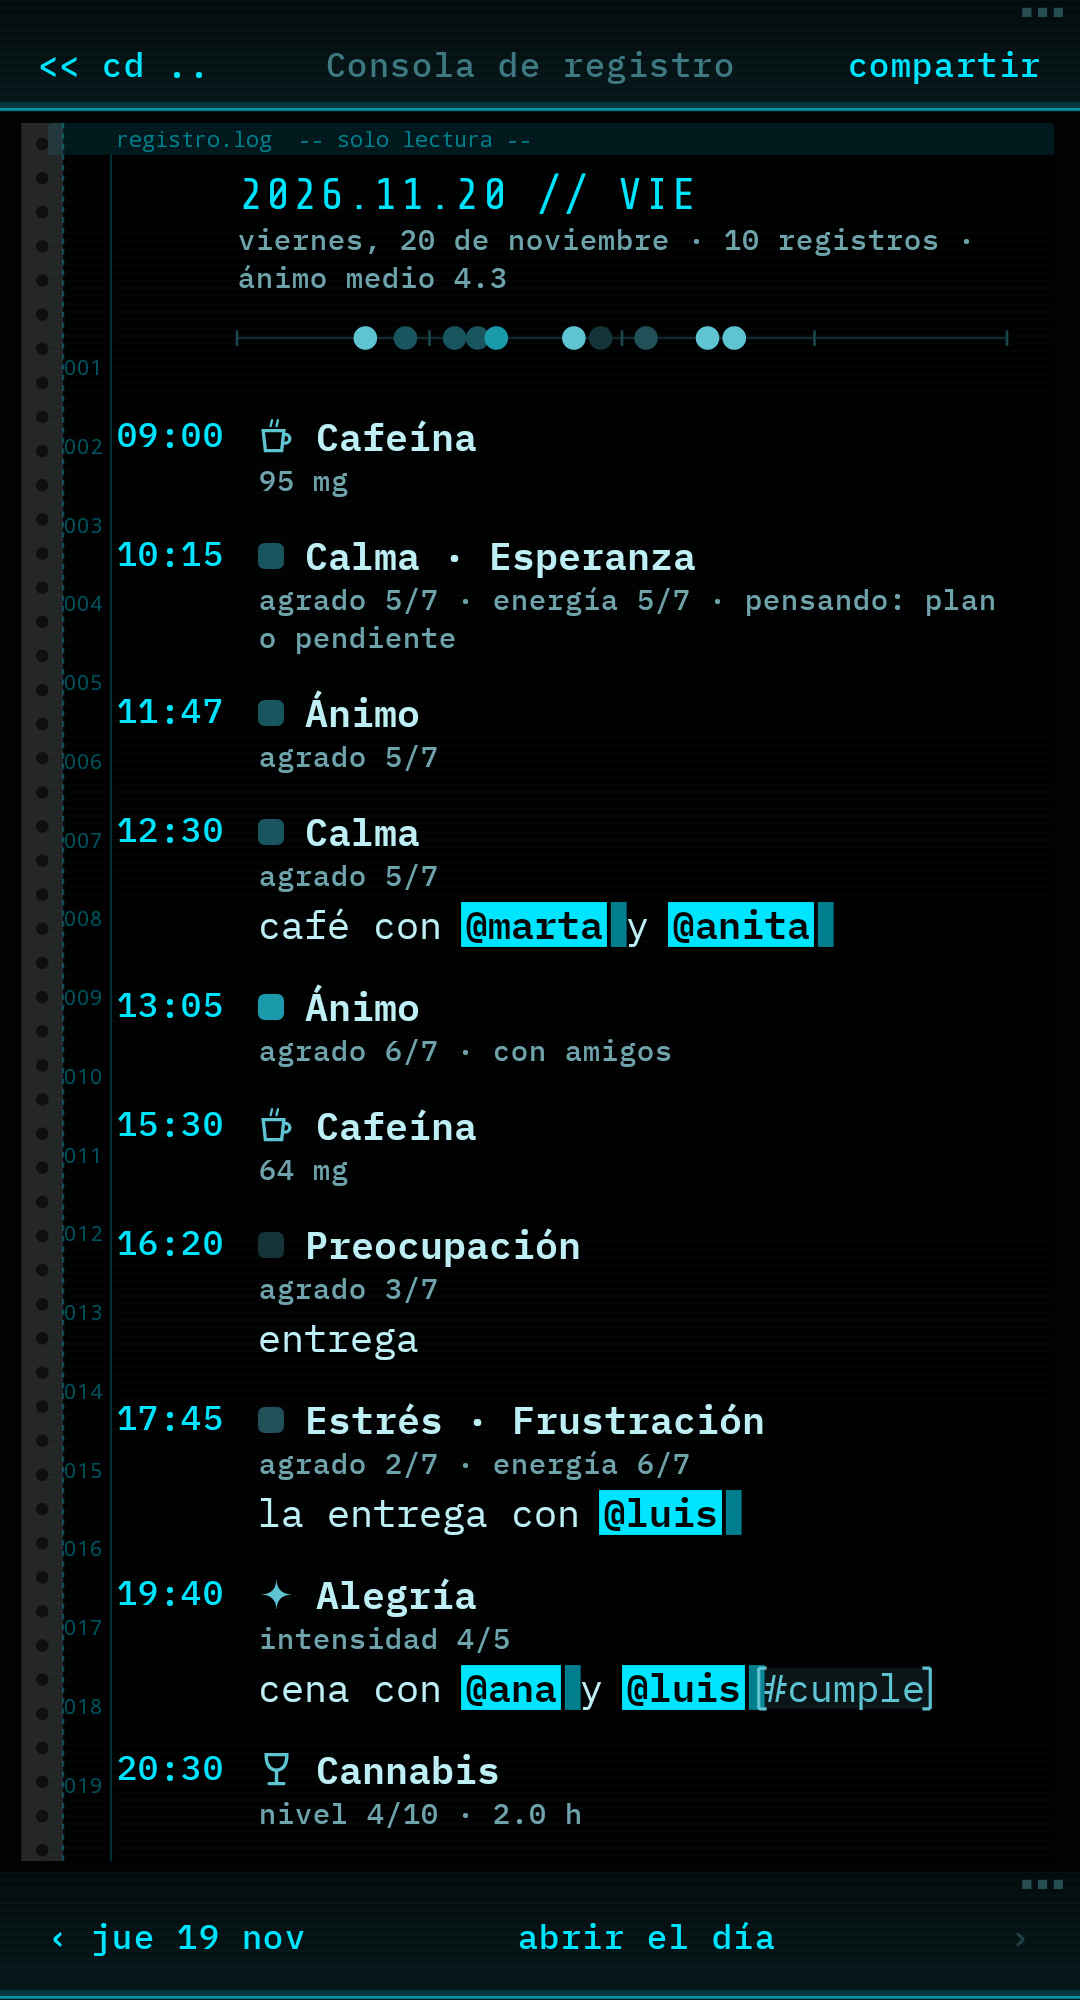 << cd ..
Consola de registro
compartir
registro.log -- solo lectura --
2026.11.20 // VIE
viernes, 20 de noviembre · 10 registros ·
ánimo medio 4.3
001
002
09:00 Cafeína
95 mg
003
10:15 Calma · Esperanza
004
agrado 5/7 · energía 5/7 · pensando: plan
o pendiente
005
11:47 Ánimo
agrado 5/7
006
007
12:30 Calma
agrado 5/7
008
café con @marta y @anita
009
13:05 Ánimo
agrado 6/7 · con amigos
010
15:30 Cafeína
011
64 mg
012
16:20 Preocupación
agrado 3/7
013
entrega
014
17:45 Estrés · Frustración
015
agrado 2/7 · energía 6/7
la entrega con @luis
016
19:40 Alegría
017
intensidad 4/5
cena con @ana y @luis [#cumple]
018
20:30 Cannabis
019
nivel 4/10 · 2.0 h
‹ jue 19 nov
abrir el día
›